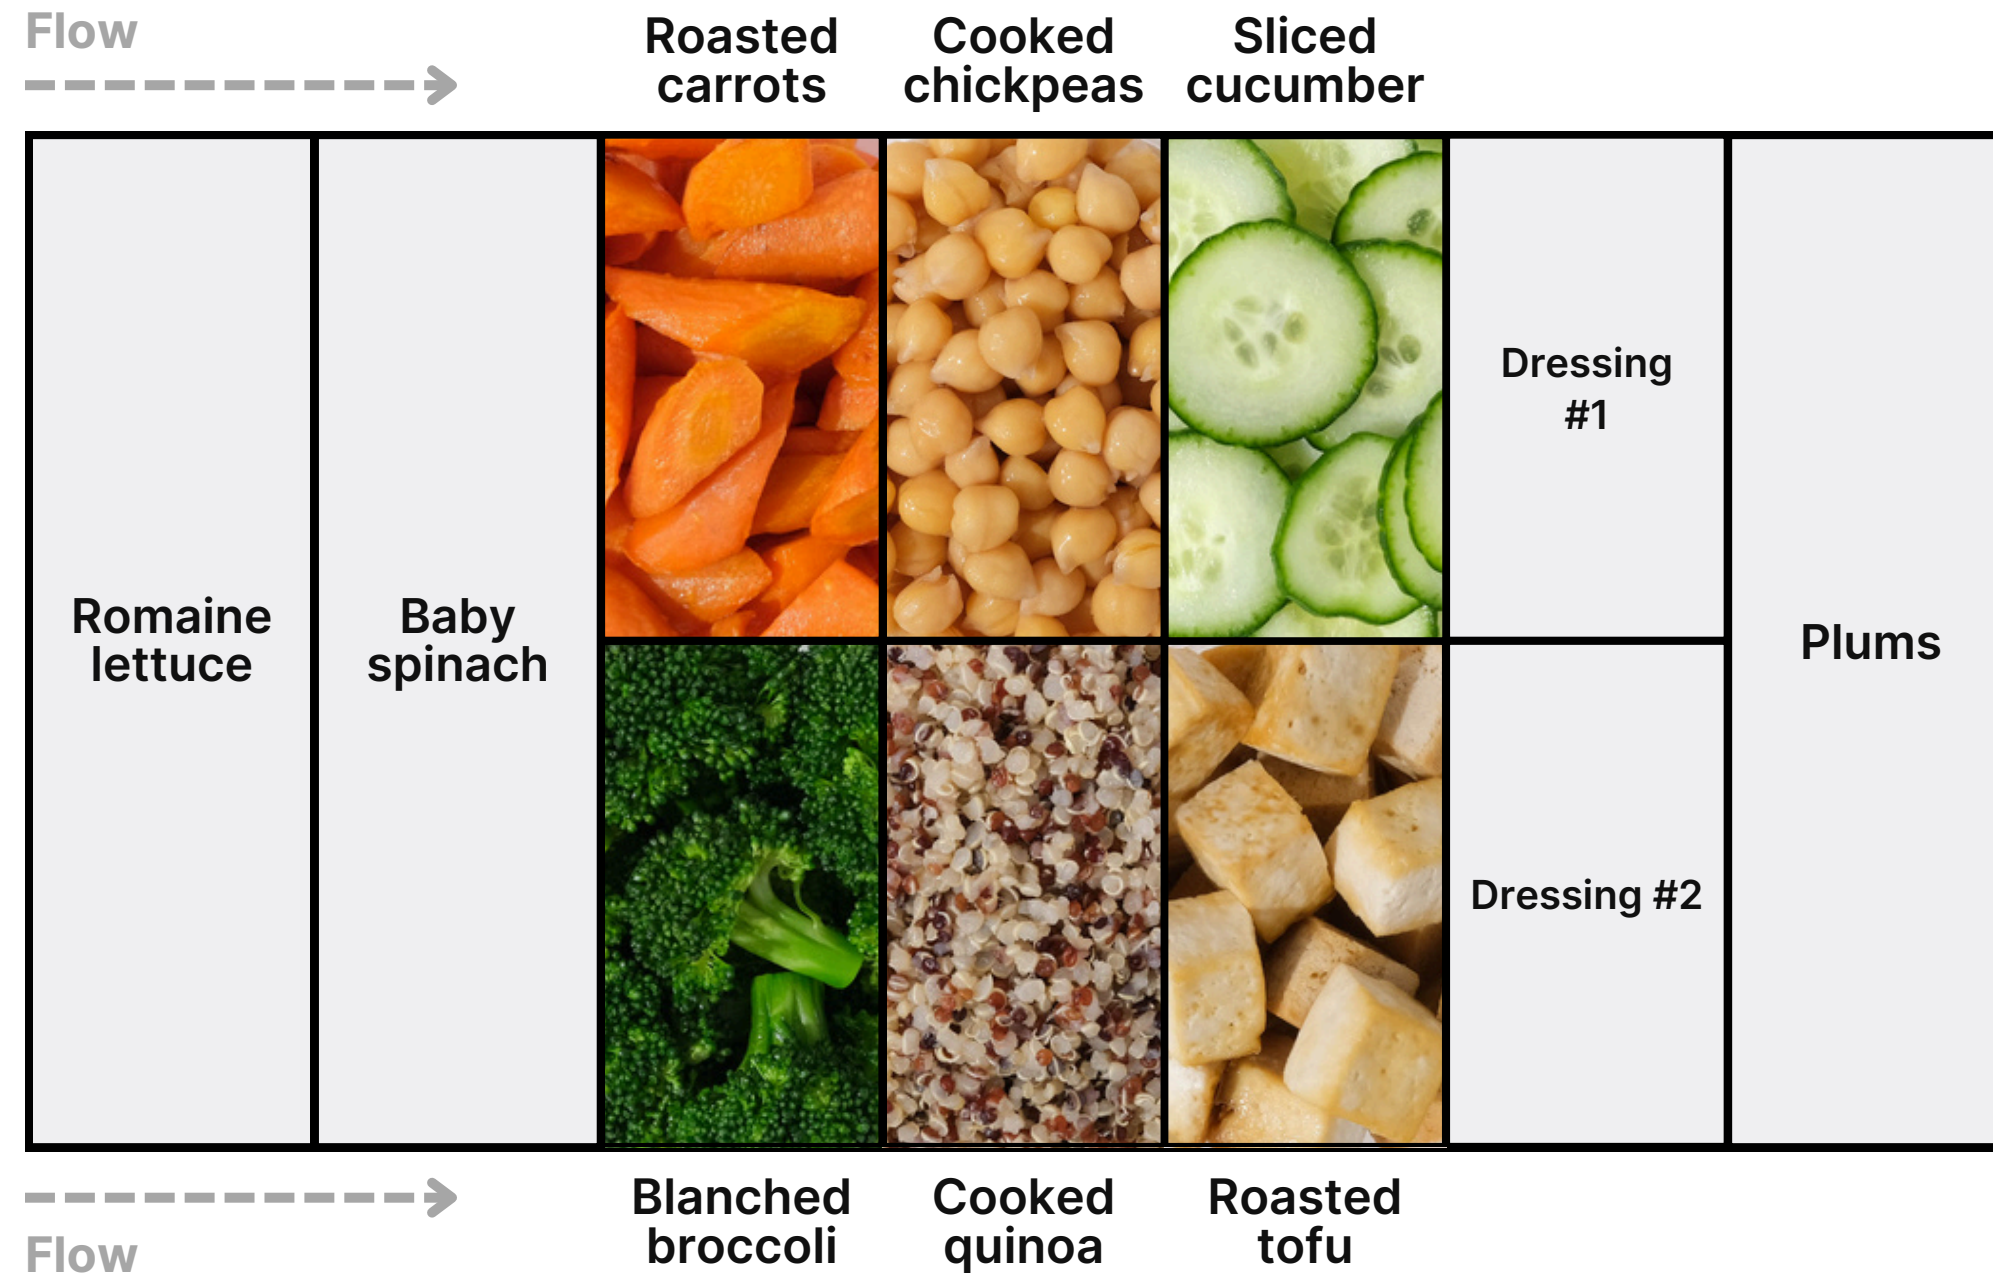 Flow
Roasted
carrots
Cooked
chickpeas
Sliced
cucumber
Romaine
lettuce
Baby
spinach
Dressing
#1
Dressing #2
Plums
Blanched
broccoli
Cooked
quinoa
Roasted
tofu
Flow